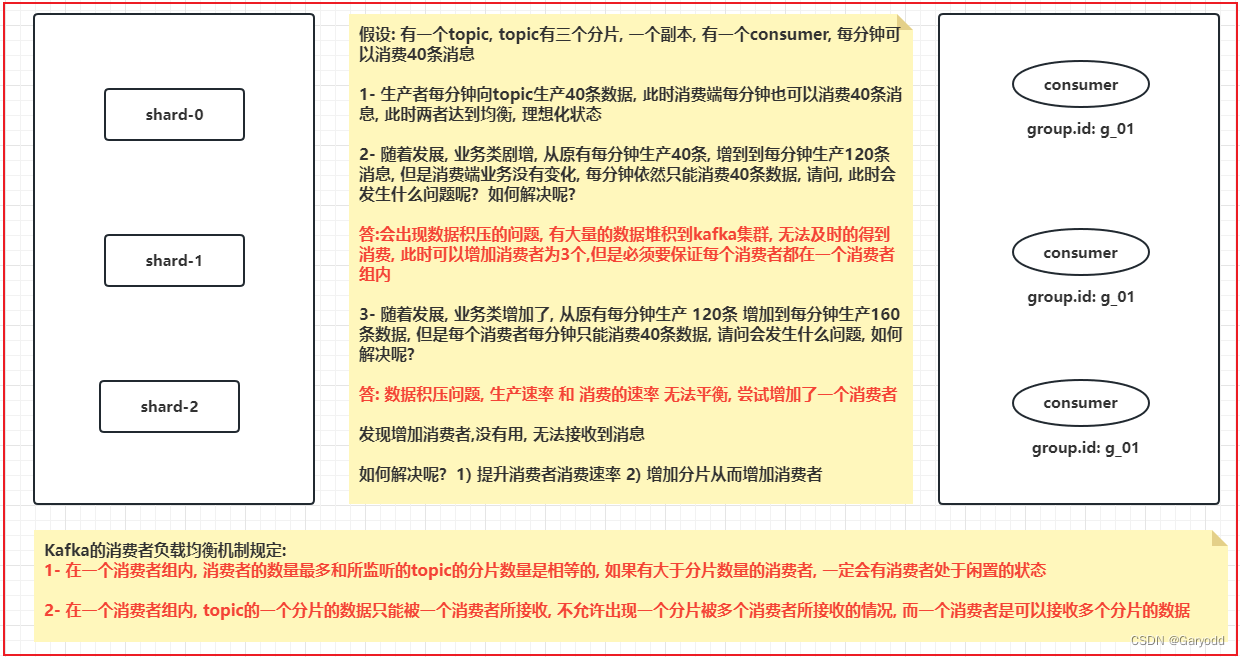 shard-0
shard-1
shard-2
假设: 有一个topic, topic有三个分片, 一个副本, 有一个consumer, 每分钟可
以消费40条消息
1- 生产者每分钟向topic生产40条数据, 此时消费端每分钟也可以消费40条消
息, 此时两者达到均衡, 理想化状态
2- 随着发展, 业务类剧增, 从原有每分钟生产40条, 增到到每分钟生产120条
消息, 但是消费端业务没有变化, 每分钟依然只能消费40条数据, 请问, 此时会
发生什么问题呢? 如何解决呢?
答:会出现数据积压的问题, 有大量的数据堆积到kafka集群, 无法及时的得到
消费, 此时可以增加消费者为3个,但是必须要保证每个消费者都在一个消费者
组内
3- 随着发展, 业务类增加了, 从原有每分钟生产 120条 增加到每分钟生产160
条数据, 但是每个消费者每分钟只能消费40条数据, 请问会发生什么问题, 如何
解决呢?
答: 数据积压问题, 生产速率 和 消费的速率 无法平衡, 尝试增加了一个消费者
发现增加消费者,没有用, 无法接收到消息
如何解决呢? 1) 提升消费者消费速率 2) 增加分片从而增加消费者
consumer
group.id: g_01
consumer
group.id: g_01
consumer
group.id: g_01
Kafka的消费者负载均衡机制规定:
1- 在一个消费者组内, 消费者的数量最多和所监听的topic的分片数量是相等的, 如果有大于分片数量的消费者, 一定会有消费者处于闲置的状态
2- 在一个消费者组内, topic的一个分片的数据只能被一个消费者所接收, 不允许出现一个分片被多个消费者所接收的情况, 而一个消费者是可以接收多个分片的数据
CSDN @Garyodd